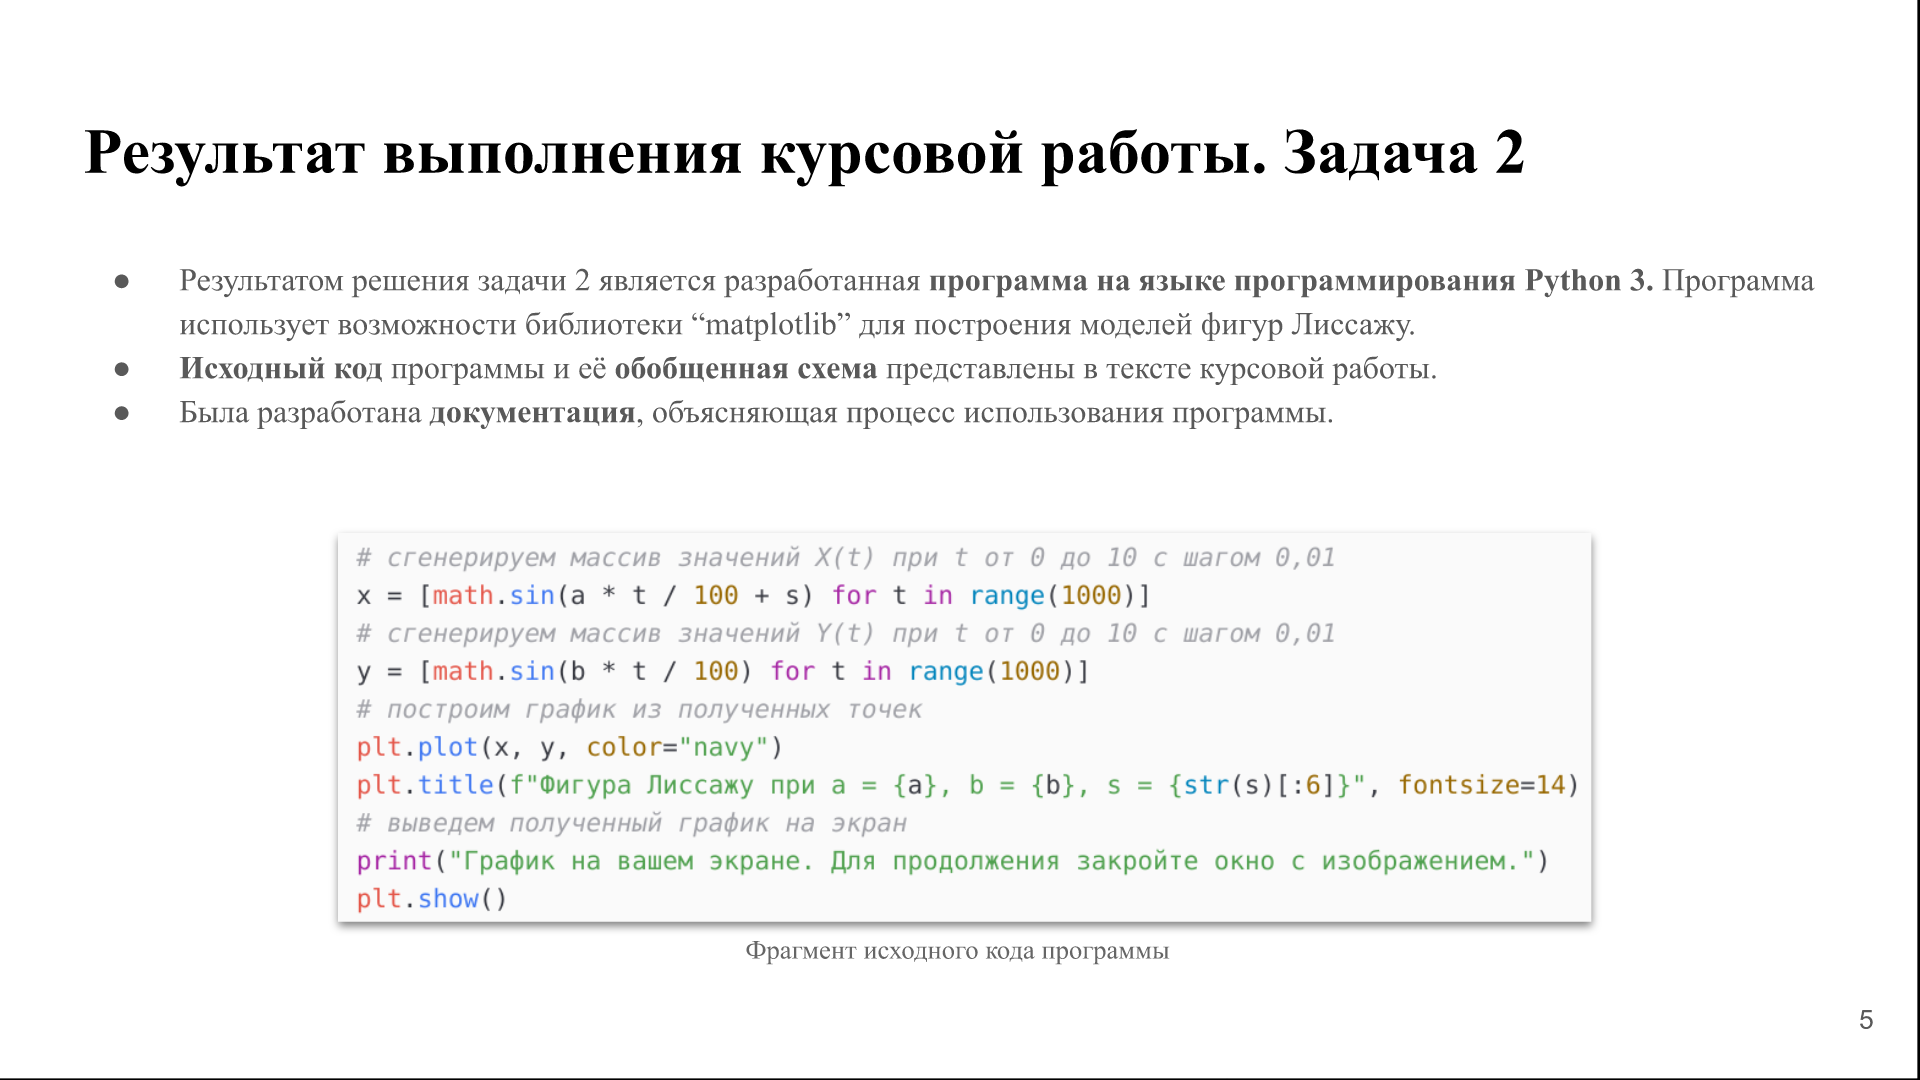 Результат выполнения курсовой работы. Задача 2
● Результатом решения задачи 2 является разработанная программа на языке программирования Python 3. Программа
использует возможности библиотеки “matplotlib” для построения моделей фигур Лиссажу.
● Исходный код программы и её обобщенная схема представлены в тексте курсовой работы.
● Была разработана документация, объясняющая процесс использования программы.
# сгенерируем массив значений X(t) при t от 0 до 10 с шагом 0,01
x = [math.sin(a * t / 100 + s) for t in range(1000)]
# сгенерируем массив значений Y(t) при t от 0 до 10 с шагом 0,01
y = [math.sin(b * t / 100) for t in range(1000)]
# построим график из полученных точек
plt.plot(x, y, color="navy")
plt.title(f"Фигура Лиссажу при a = {a}, b = {b}, s = {str(s)[:6]}", fontsize=14)
# выведем полученный график на экран
print("График на вашем экране. Для продолжения закройте окно с изображением.")
plt.show()
Фрагмент исходного кода программы
5